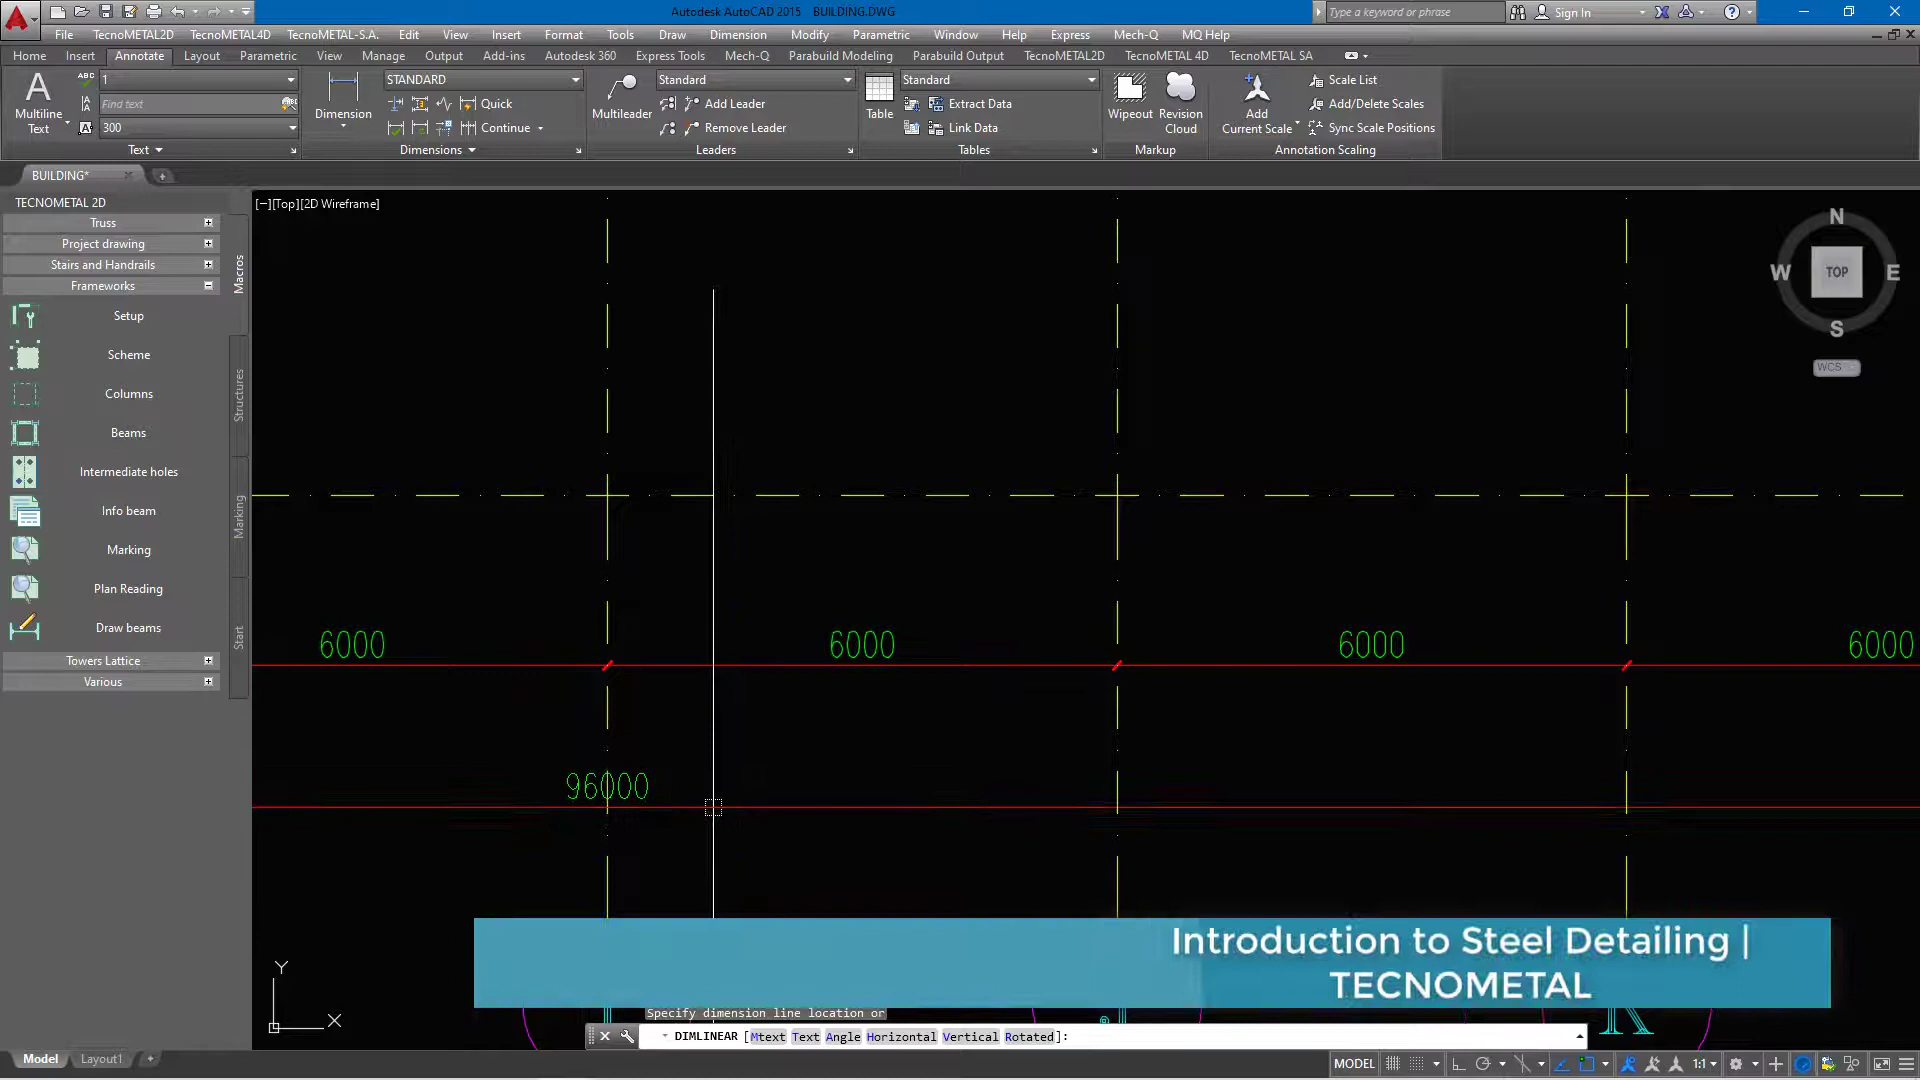 Autodesk AutoCAD 2015 BUILDING.DWG
Type a keyword or phrase
Sign In
File TecnoMETAL2D TecnoMETAL4D TecnoMETAL-S.A. Edit View Insert Format Tools Draw Dimension Modify Parametric Window Help Express Mech-Q MQ Help
Home Insert Annotate Layout Parametric View Manage Output Add-ins Autodesk 360 Express Tools Mech-Q Parabuild Modeling Parabuild Output TecnoMETAL2D TecnoMETAL 4D TecnoMETAL SA
A
Multiline
Text
ABC
1
Find text
A
300
Text
Dimension
STANDARD
Quick
Continue
Dimensions
Multileader
Standard
Add Leader
Remove Leader
Leaders
Table
Standard
Extract Data
Link Data
Tables
Wipeout
Revision
Cloud
Markup
Add
Current Scale
Scale List
Add/Delete Scales
Sync Scale Positions
Annotation Scaling
BUILDING*
TECNOMETAL 2D
Truss
Project drawing
Stairs and Handrails
Frameworks
Setup
Scheme
Columns
Beams
Intermediate holes
Info beam
Marking
Plan Reading
Draw beams
Towers Lattice
Various
Macros
Structures
Marking
Start
[−][Top][2D Wireframe]
N
W TOP E
S
WCS
6000 6000 6000 6000
96000
Introduction to Steel Detailing |
TECNOMETAL
Y
X
K
Specify dimension line location or
DIMLINEAR [Mtext Text Angle Horizontal Vertical Rotated]:
Model Layout1
MODEL
1:1